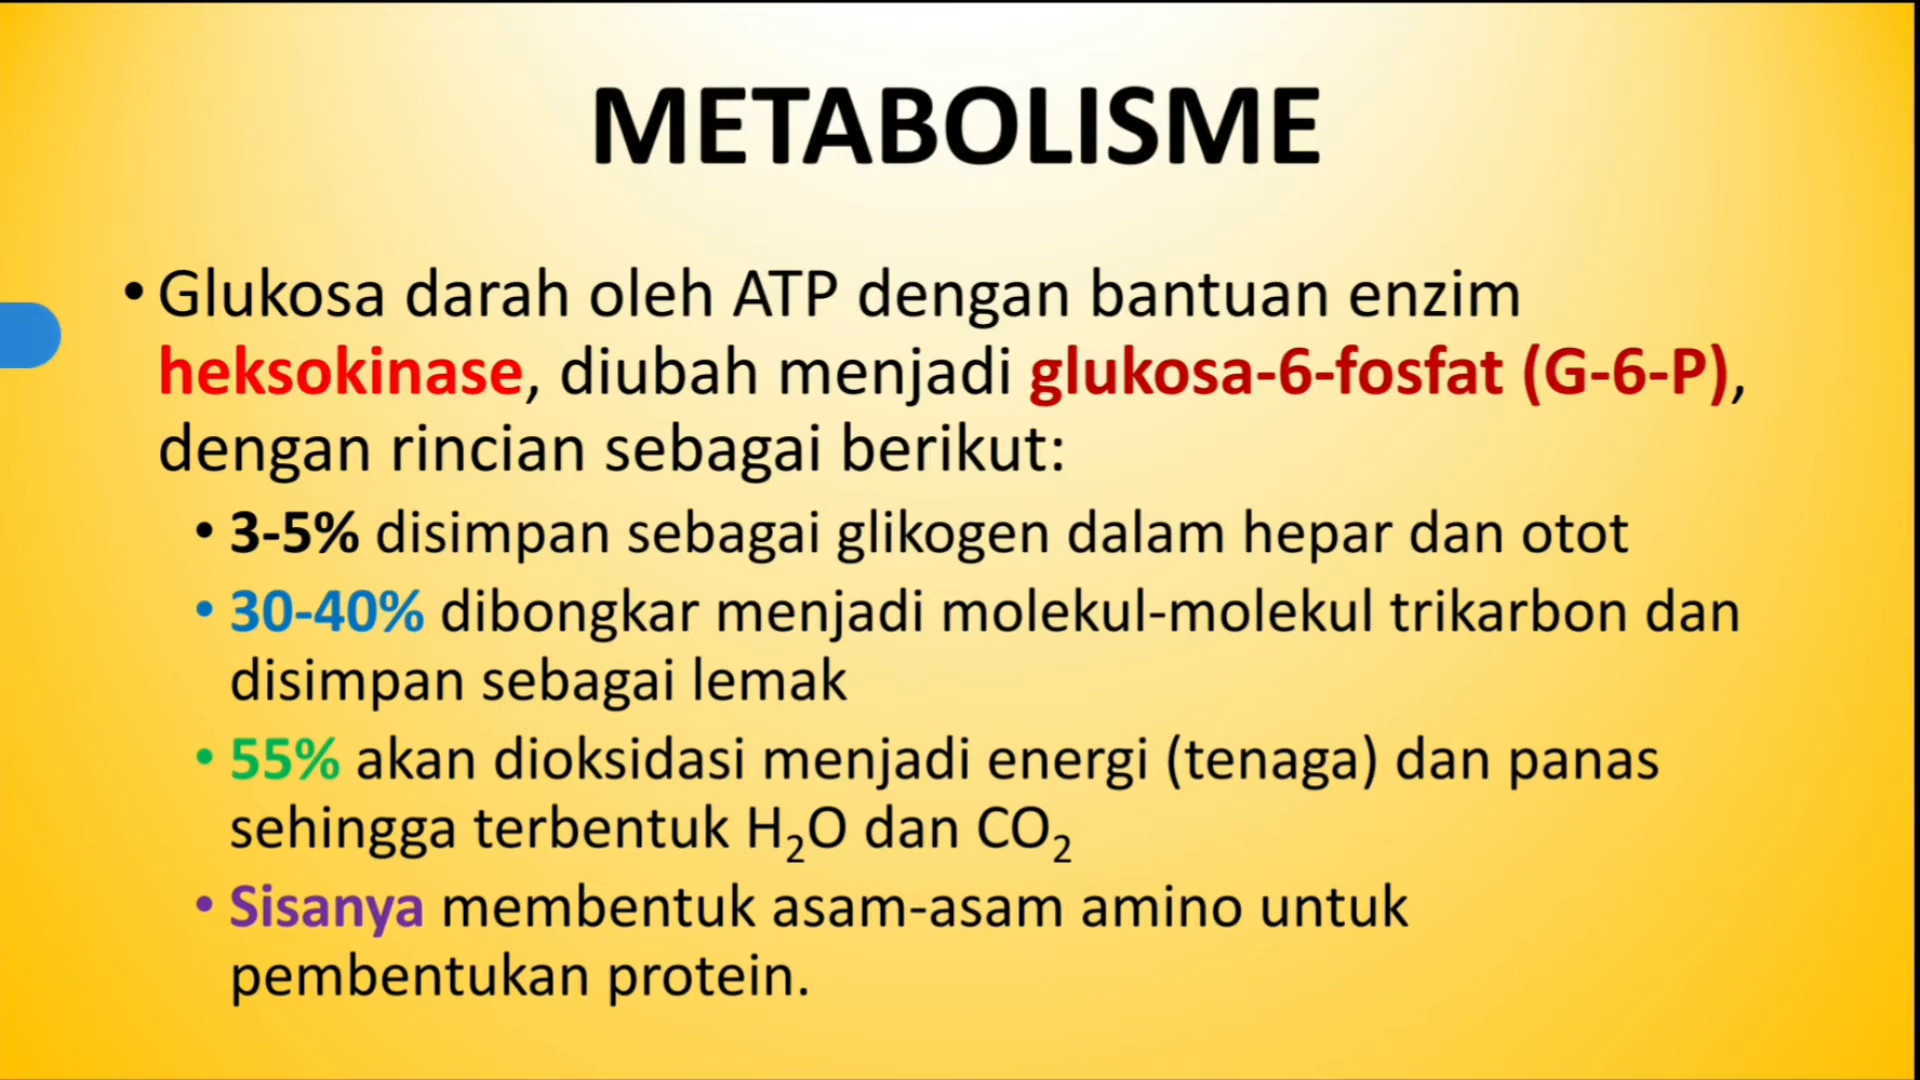 METABOLISME
• Glukosa darah oleh ATP dengan bantuan enzim
heksokinase, diubah menjadi glukosa-6-fosfat (G-6-P),
dengan rincian sebagai berikut:
• 3-5% disimpan sebagai glikogen dalam hepar dan otot
• 30-40% dibongkar menjadi molekul-molekul trikarbon dan
disimpan sebagai lemak
• 55% akan dioksidasi menjadi energi (tenaga) dan panas
sehingga terbentuk H₂O dan CO₂
• Sisanya membentuk asam-asam amino untuk
pembentukan protein.